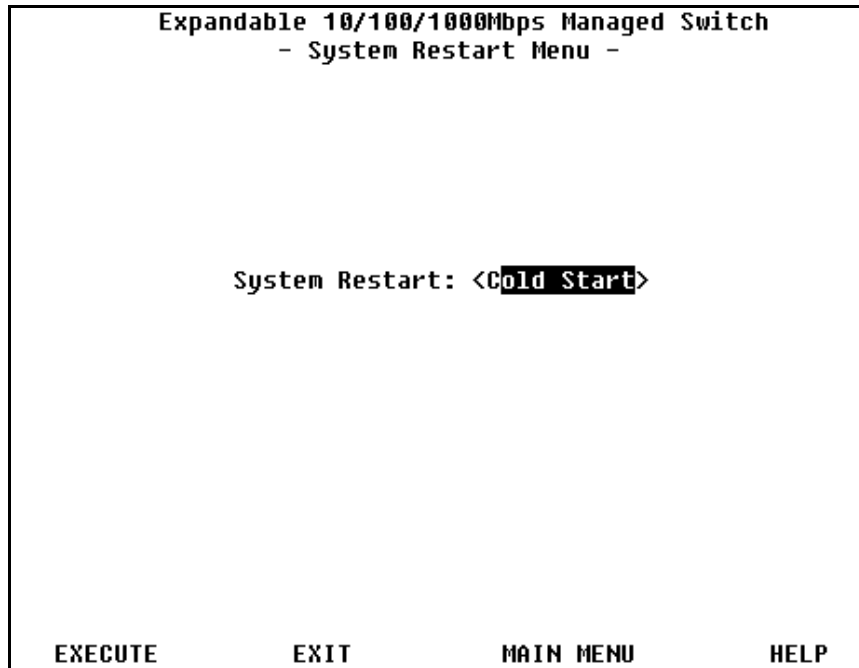 Expandable 10/100/1000Mbps Managed Switch
- System Restart Menu -
System Restart: <Cold Start>
EXECUTE EXIT MAIN MENU HELP